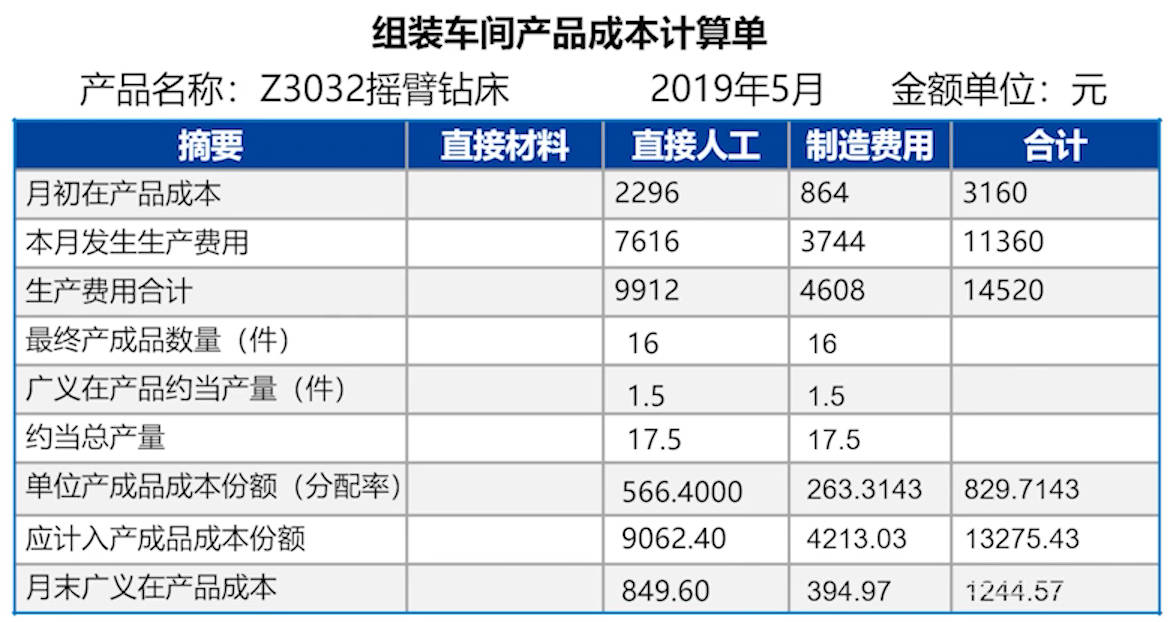 组装车间产品成本计算单
产品名称：Z3032摇臂钻床 2019年5月 金额单位：元
摘要 直接材料 直接人工 制造费用 合计
月初在产品成本 2296 864 3160
本月发生生产费用 7616 3744 11360
生产费用合计 9912 4608 14520
最终产成品数量（件） 16 16
广义在产品约当产量（件） 1.5 1.5
约当总产量 17.5 17.5
单位产成品成本份额（分配率） 566.4000 263.3143 829.7143
应计入产成品成本份额 9062.40 4213.03 13275.43
月末广义在产品成本 849.60 394.97 1244.57